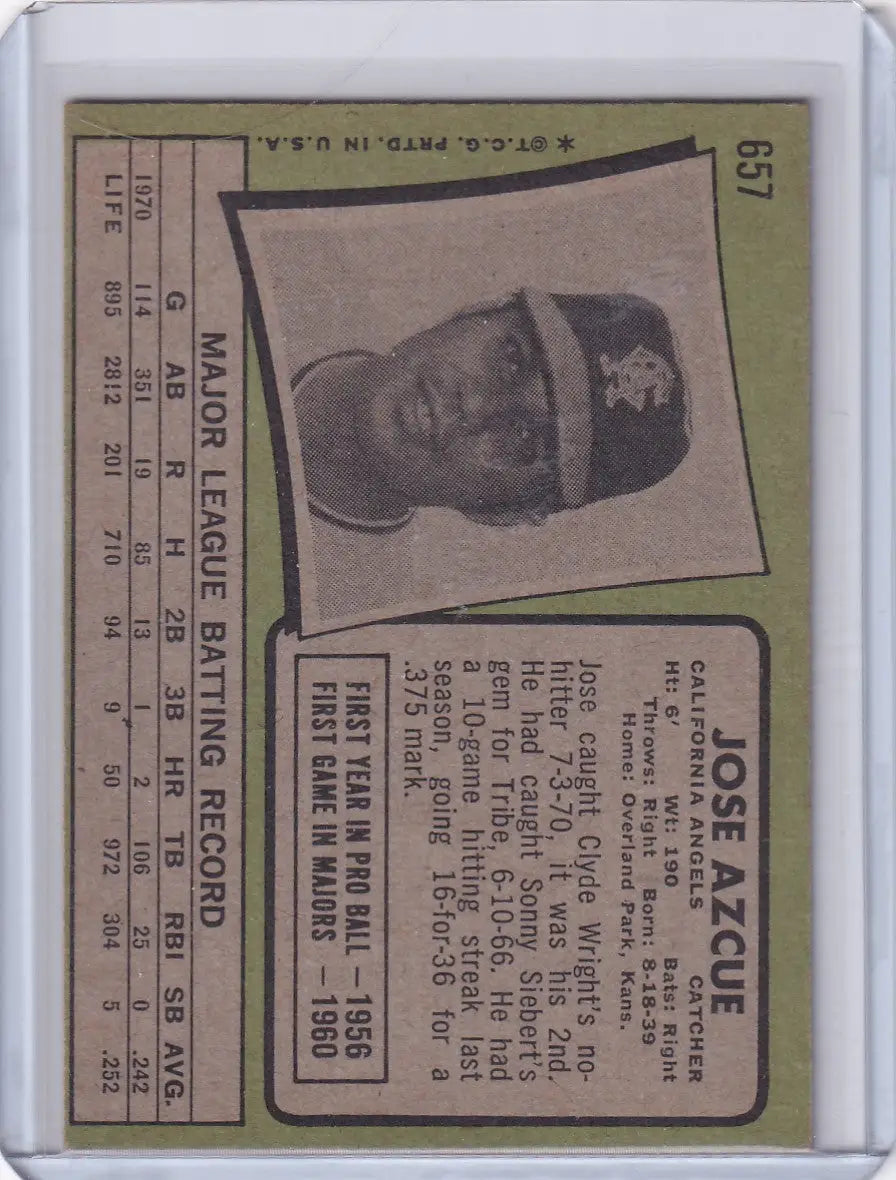 657
* ©T.C.G. PRTD. IN U.S.A.
JOSE AZCUE
CALIFORNIA ANGELS CATCHER
Ht: 6' Wt: 190 Bats: Right
Throws: Right Born: 8-18-39
Home: Overland Park, Kans.
Jose caught Clyde Wright's no-
hitter 7-3-70, it was his 2nd.
He had caught Sonny Siebert's
gem for Tribe, 6-10-66. He had
a 10-game hitting streak last
season, going 16-for-36 for a
.375 mark.
FIRST YEAR IN PRO BALL — 1956
FIRST GAME IN MAJORS — 1960
MAJOR LEAGUE BATTING RECORD
G AB R H 2B 3B HR TB RBI SB AVG.
1970 114 351 19 85 13 1 2 106 25 0 .242
LIFE 895 2812 201 710 94 9 50 972 304 5 .252